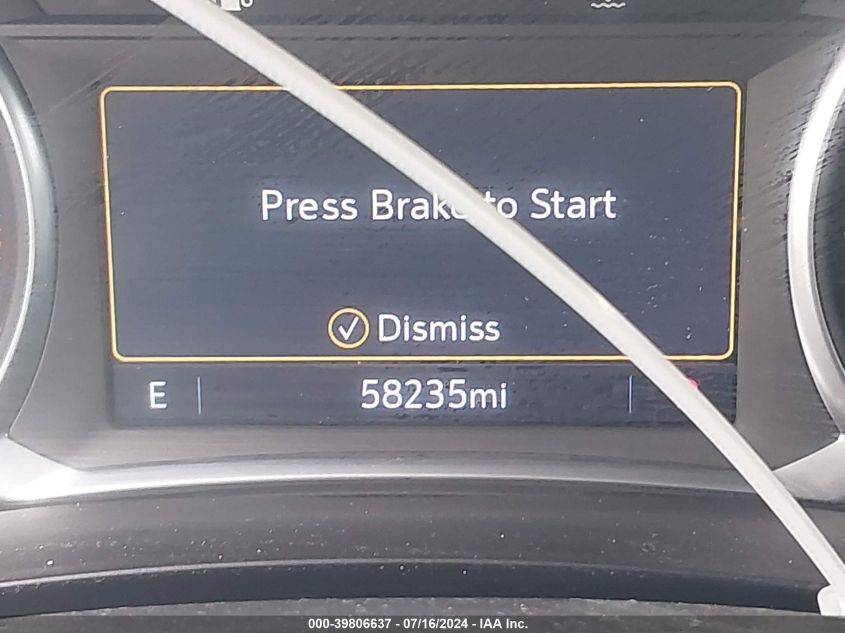 Press Brake to Start
Dismiss
E 58235mi
000-39806637 - 07/16/2024 - IAA Inc.